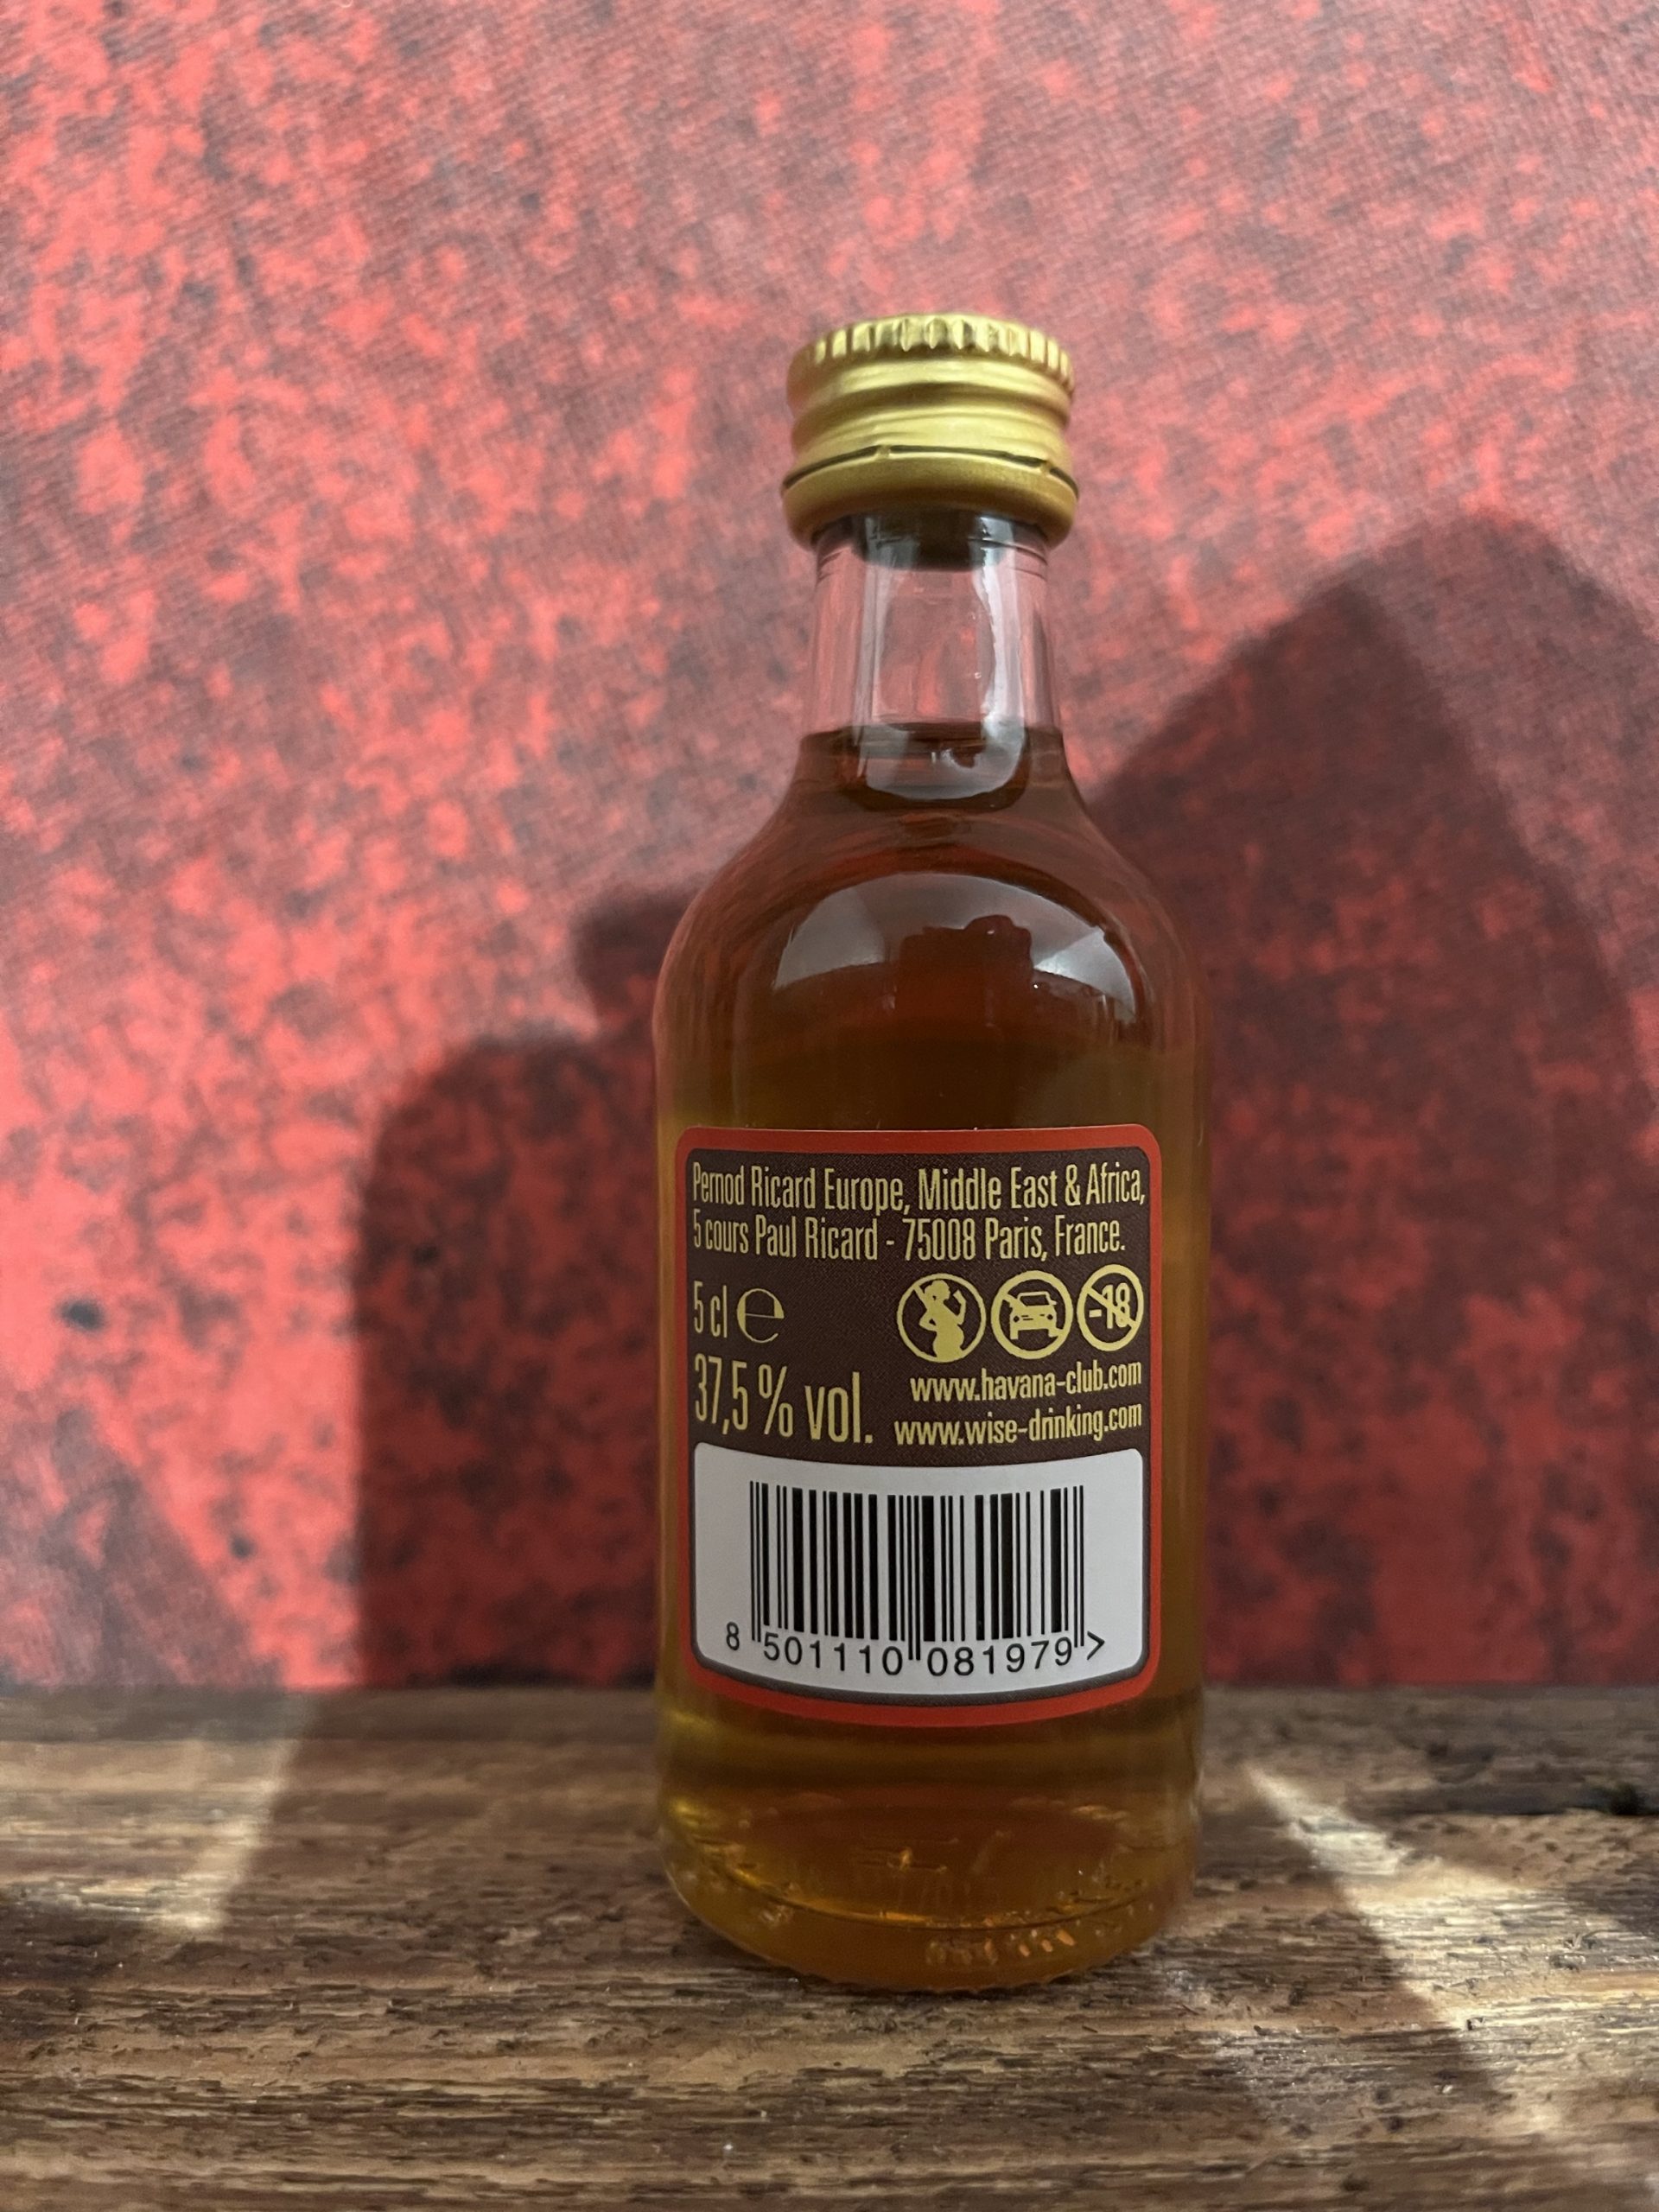 Pernod Ricard Europe, Middle East & Africa,
5 cours Paul Ricard - 75008 Paris, France.
5 cl e
-18
37,5 % vol.
www.havana-club.com
www.wise-drinking.com
8 501110 081979 >